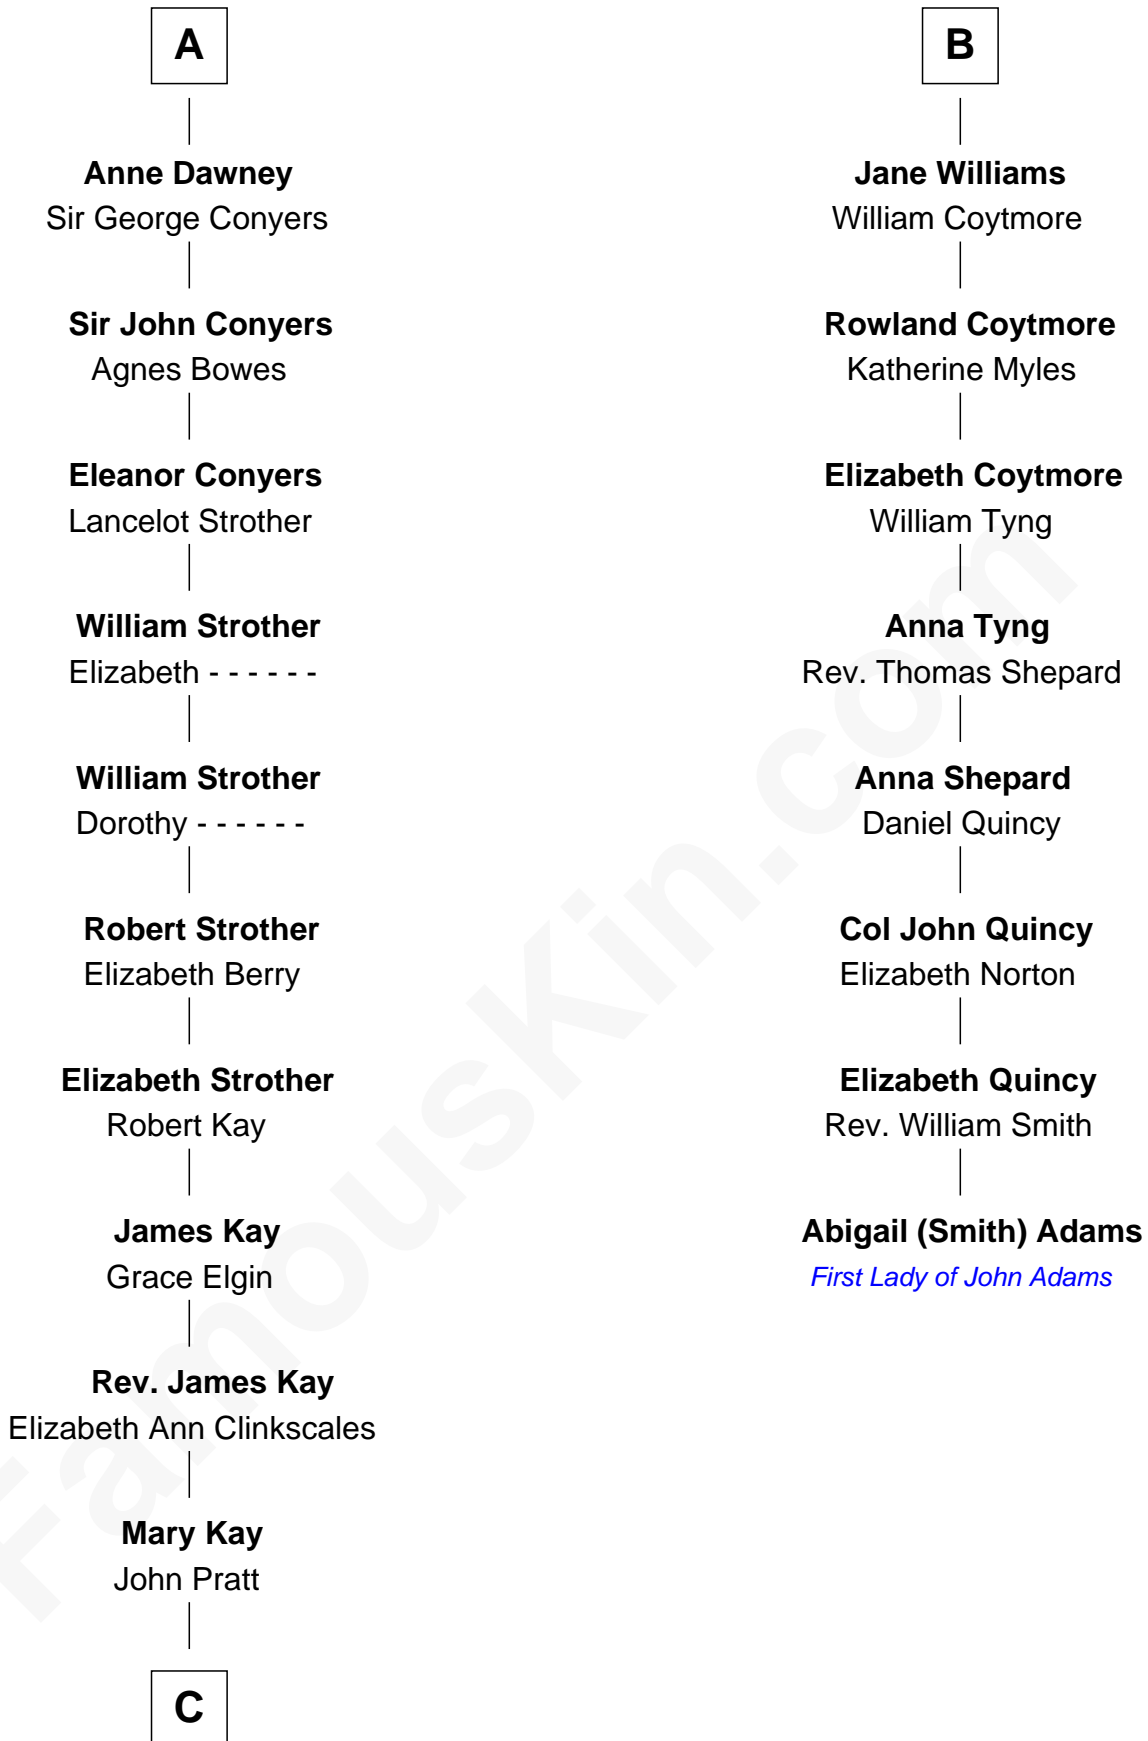 A
Anne Dawney
Sir George Conyers
Sir John Conyers
Agnes Bowes
Eleanor Conyers
Lancelot Strother
William Strother
Elizabeth - - - - - -
William Strother
Dorothy - - - - - -
Robert Strother
Elizabeth Berry
Elizabeth Strother
Robert Kay
James Kay
Grace Elgin
Rev. James Kay
Elizabeth Ann Clinkscales
Mary Kay
John Pratt
C
B
Jane Williams
William Coytmore
Rowland Coytmore
Katherine Myles
Elizabeth Coytmore
William Tyng
Anna Tyng
Rev. Thomas Shepard
Anna Shepard
Daniel Quincy
Col John Quincy
Elizabeth Norton
Elizabeth Quincy
Rev. William Smith
Abigail (Smith) Adams
First Lady of John Adams
FamousKin.com